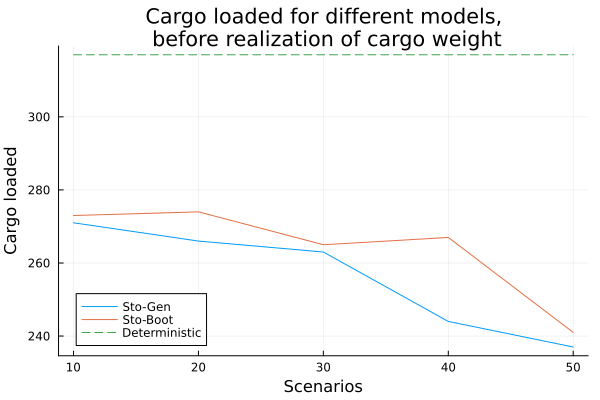 Cargo loaded for different models,
before realization of cargo weight
Cargo loaded
300
280
260
240
Sto-Gen
Sto-Boot
Deterministic
10 20 30 40 50
Scenarios